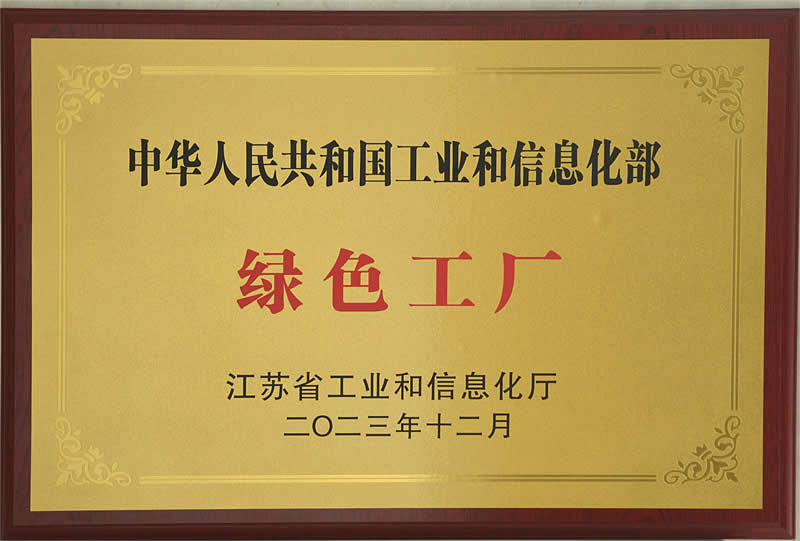 中华人民共和国工业和信息化部
绿色工厂
江苏省工业和信息化厅
二〇二三年十二月